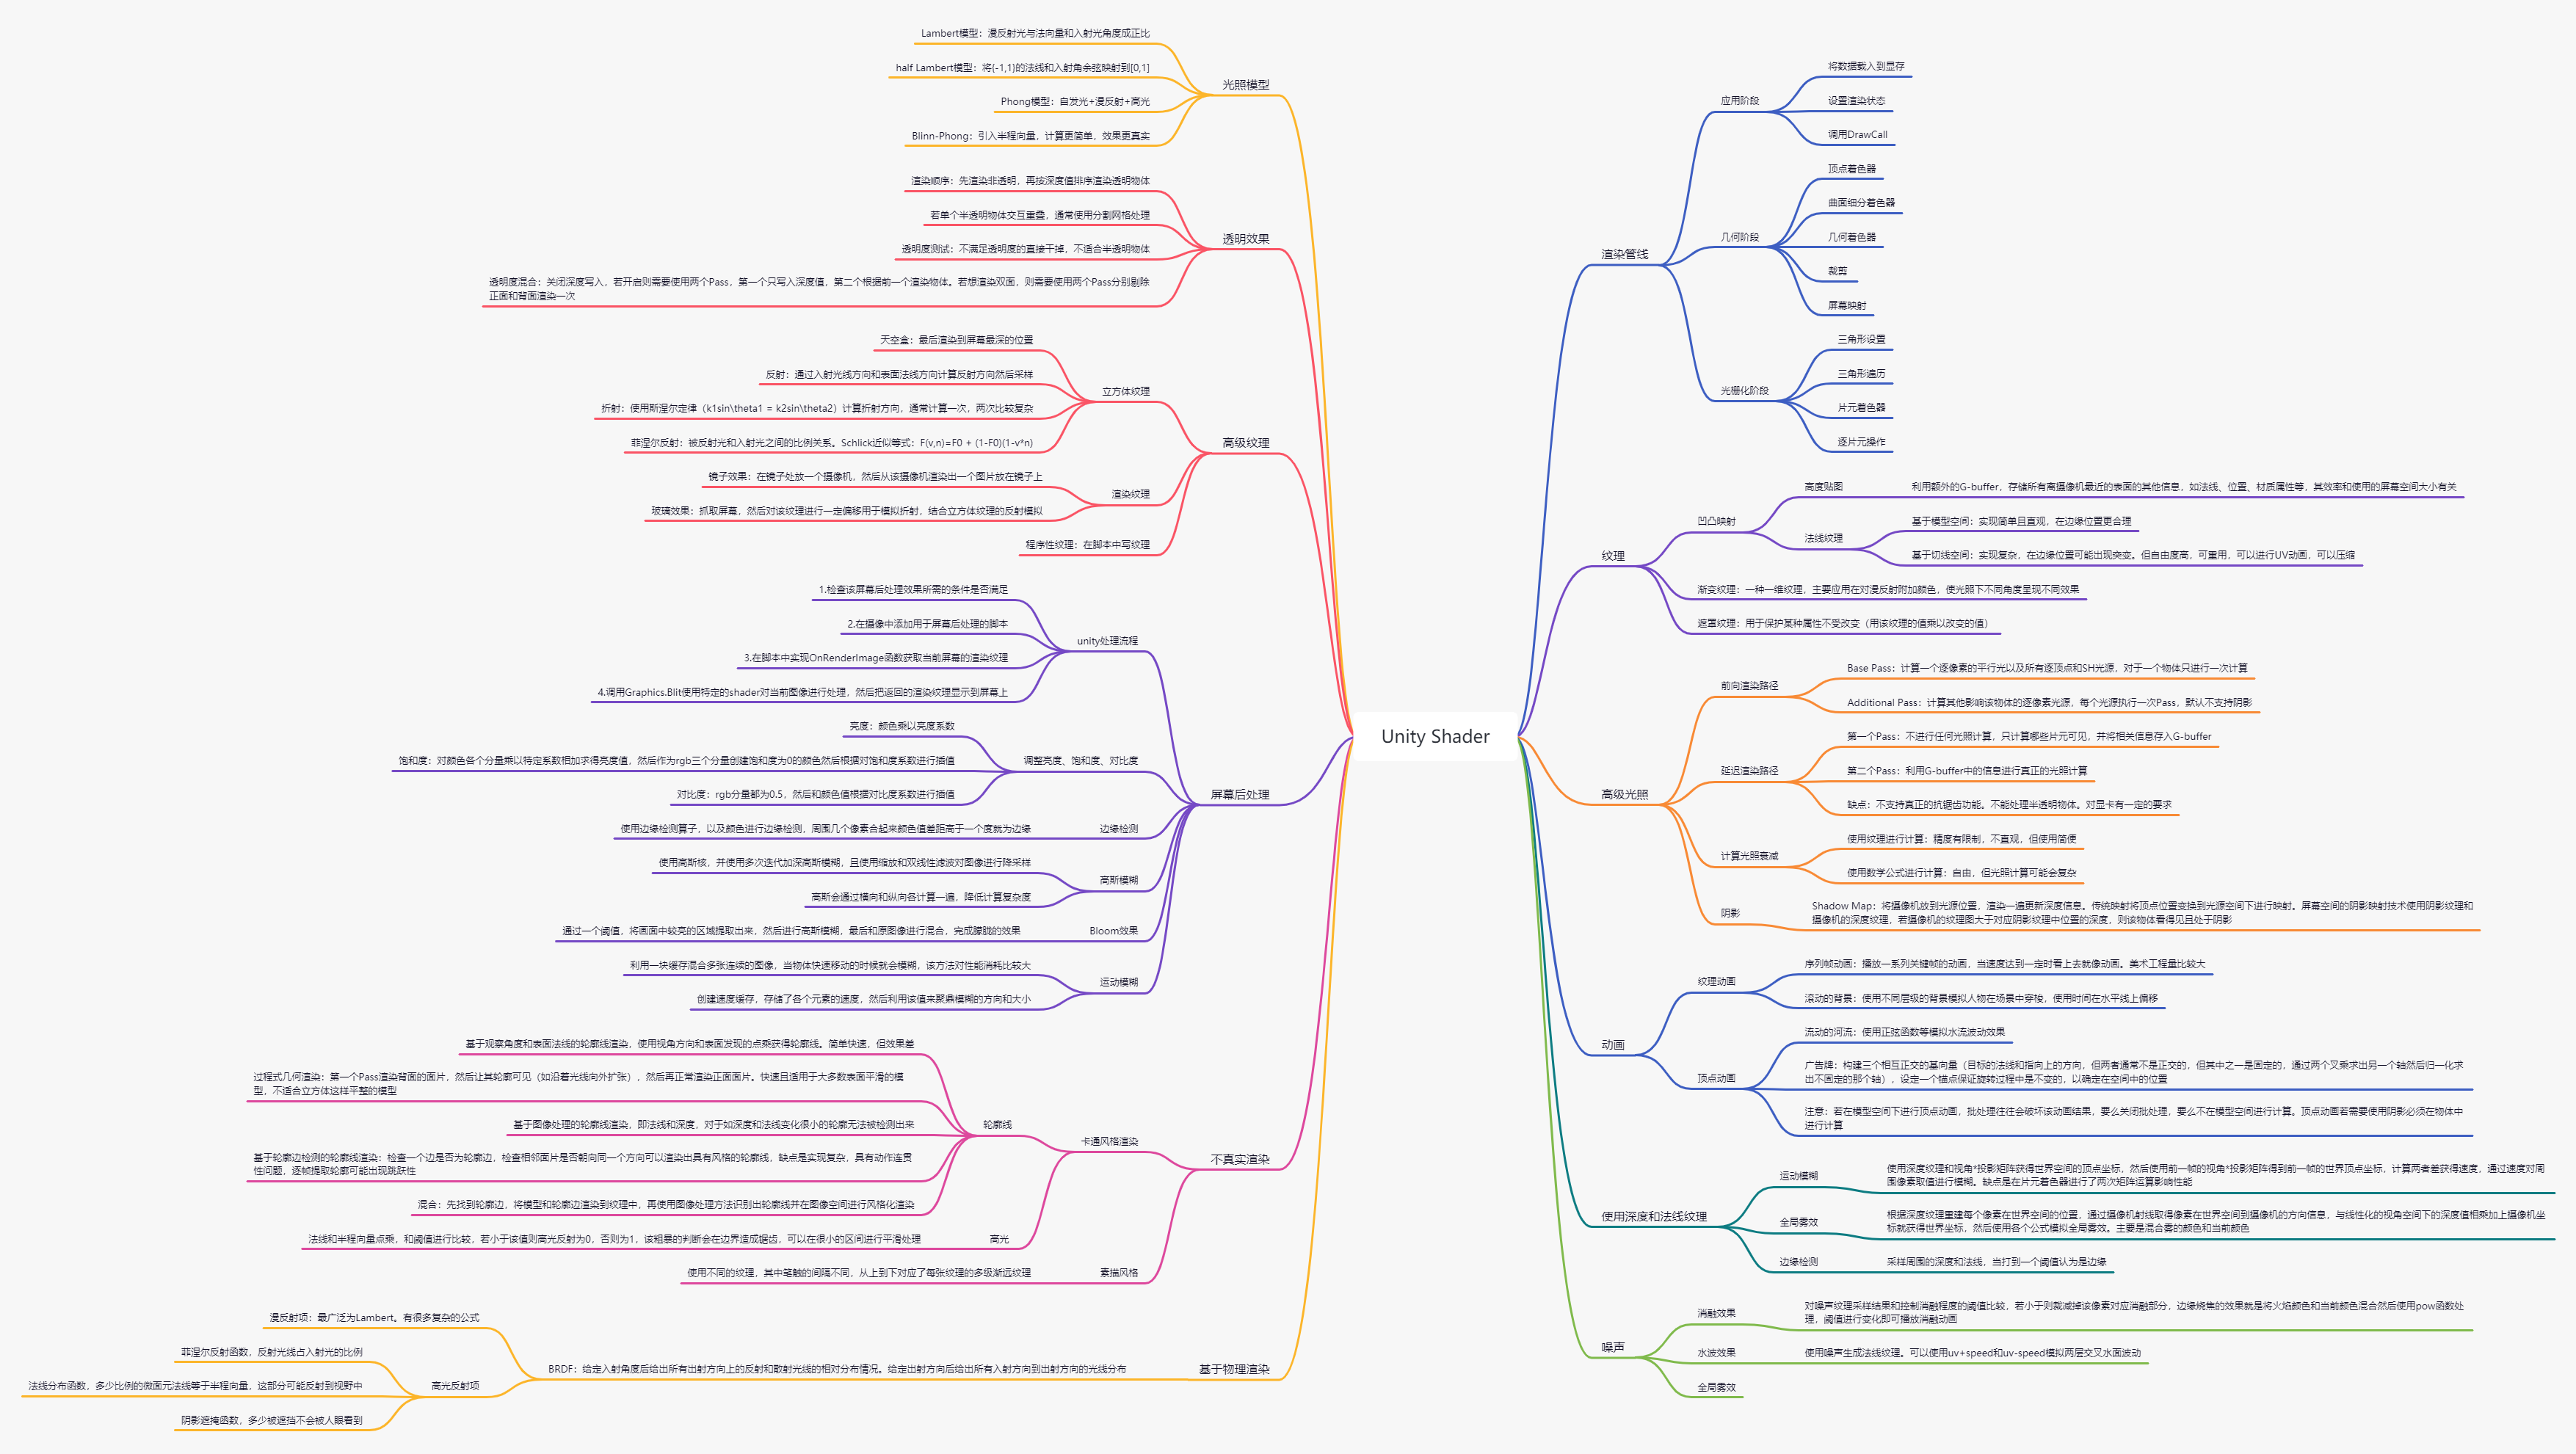 Unity Shader
渲染管线
应用阶段
将数据载入到显存
设置渲染状态
调用DrawCall
几何阶段
顶点着色器
曲面细分着色器
几何着色器
裁剪
屏幕映射
光栅化阶段
三角形设置
三角形遍历
片元着色器
逐片元操作
纹理
凹凸映射
高度贴图
利用额外的G-buffer，存储所有离摄像机最近的表面的其他信息，如法线、位置、材质属性等，其效率和使用的屏幕空间大小有关
法线纹理
基于模型空间：实现简单且直观，在边缘位置更合理
基于切线空间：实现复杂，在边缘位置可能出现突变。但自由度高，可重用，可以进行UV动画，可以压缩
渐变纹理：一种一维纹理，主要应用在对漫反射附加颜色，使光照下不同角度呈现不同效果
遮罩纹理：用于保护某种属性不受改变（用该纹理的值乘以改变的值）
高级光照
前向渲染路径
Base Pass：计算一个逐像素的平行光以及所有逐顶点和SH光源，对于一个物体只进行一次计算
Additional Pass：计算其他影响该物体的逐像素光源，每个光源执行一次Pass，默认不支持阴影
延迟渲染路径
第一个Pass：不进行任何光照计算，只计算哪些片元可见，并将相关信息存入G-buffer
第二个Pass：利用G-buffer中的信息进行真正的光照计算
缺点：不支持真正的抗锯齿功能。不能处理半透明物体。对显卡有一定的要求
计算光照衰减
使用纹理进行计算：精度有限制，不直观，但使用简便
使用数学公式进行计算：自由，但光照计算可能会复杂
阴影
Shadow Map：将摄像机放到光源位置，渲染一遍更新深度信息。传统映射将顶点位置变换到光源空间下进行映射。屏幕空间的阴影映射技术使用阴影纹理和
摄像机的深度纹理，若摄像机的纹理图大于对应阴影纹理中位置的深度，则该物体看得见且处于阴影
动画
纹理动画
序列帧动画：播放一系列关键帧的动画，当速度达到一定时看上去就像动画。美术工程量比较大
滚动的背景：使用不同层级的背景模拟人物在场景中穿梭，使用时间在水平线上偏移
顶点动画
流动的河流：使用正弦函数等模拟水流波动效果
广告牌：构建三个相互正交的基向量（目标的法线和指向上的方向，但两者通常不是正交的，但其中之一是固定的，通过两个叉乘求出另一个轴然后归一化求
出不固定的那个轴），设定一个锚点保证旋转过程中是不变的，以确定在空间中的位置
注意：若在模型空间下进行顶点动画，批处理往往会破坏该动画结果，要么关闭批处理，要么不在模型空间进行计算。顶点动画若需要使用阴影必须在物体中
进行计算
使用深度和法线纹理
运动模糊
使用深度纹理和视角*投影矩阵获得世界空间的顶点坐标，然后使用前一帧的视角*投影矩阵得到前一帧的世界顶点坐标，计算两者差获得速度，通过速度对周
围像素取值进行模糊。缺点是在片元着色器进行了两次矩阵运算影响性能
全局雾效
根据深度纹理重建每个像素在世界空间的位置，通过摄像机射线取得像素在世界空间到摄像机的方向信息，与线性化的视角空间下的深度值相乘加上摄像机坐
标就获得世界坐标，然后使用各个公式模拟全局雾效。主要是混合雾的颜色和当前颜色
边缘检测
采样周围的深度和法线，当打到一个阈值认为是边缘
噪声
消融效果
对噪声纹理采样结果和控制消融程度的阈值比较，若小于则裁减掉该像素对应消融部分，边缘烧焦的效果就是将火焰颜色和当前颜色混合然后使用pow函数处
理，阈值进行变化即可播放消融动画
水波效果
使用噪声生成法线纹理。可以使用uv+speed和uv-speed模拟两层交叉水面波动
全局雾效
光照模型
Lambert模型：漫反射光与法向量和入射光角度成正比
half Lambert模型：将{-1,1}的法线和入射角余弦映射到[0,1]
Phong模型：自发光+漫反射+高光
Blinn-Phong：引入半程向量，计算更简单，效果更真实
透明效果
渲染顺序：先渲染非透明，再按深度值排序渲染透明物体
若单个半透明物体交互重叠，通常使用分割网格处理
透明度测试：不满足透明度的直接干掉，不适合半透明物体
透明度混合：关闭深度写入，若开启则需要使用两个Pass，第一个只写入深度值，第二个根据前一个渲染物体。若想渲染双面，则需要使用两个Pass分别剔除
正面和背面渲染一次
高级纹理
立方体纹理
天空盒：最后渲染到屏幕最深的位置
反射：通过入射光线方向和表面法线方向计算反射方向然后采样
折射：使用斯涅尔定律（k1sin\theta1 = k2sin\theta2）计算折射方向，通常计算一次，两次比较复杂
菲涅尔反射：被反射光和入射光之间的比例关系。Schlick近似等式：F(v,n)=F0 + (1-F0)(1-v*n)
渲染纹理
镜子效果：在镜子处放一个摄像机，然后从该摄像机渲染出一个图片放在镜子上
玻璃效果：抓取屏幕，然后对该纹理进行一定偏移用于模拟折射，结合立方体纹理的反射模拟
程序性纹理：在脚本中写纹理
屏幕后处理
unity处理流程
1.检查该屏幕后处理效果所需的条件是否满足
2.在摄像中添加用于屏幕后处理的脚本
3.在脚本中实现OnRenderImage函数获取当前屏幕的渲染纹理
4.调用Graphics.Blit使用特定的shader对当前图像进行处理，然后把返回的渲染纹理显示到屏幕上
调整亮度、饱和度、对比度
亮度：颜色乘以亮度系数
饱和度：对颜色各个分量乘以特定系数相加求得亮度值，然后作为rgb三个分量创建饱和度为0的颜色然后根据对饱和度系数进行插值
对比度：rgb分量都为0.5，然后和颜色值根据对比度系数进行插值
边缘检测
使用边缘检测算子，以及颜色进行边缘检测，周围几个像素合起来颜色值差距高于一个度就为边缘
高斯模糊
使用高斯核，并使用多次迭代加深高斯模糊，且使用缩放和双线性滤波对图像进行降采样
高斯会通过横向和纵向各计算一遍，降低计算复杂度
Bloom效果
通过一个阈值，将画面中较亮的区域提取出来，然后进行高斯模糊，最后和原图像进行混合，完成朦胧的效果
运动模糊
利用一块缓存混合多张连续的图像，当物体快速移动的时候就会模糊，该方法对性能消耗比较大
创建速度缓存，存储了各个元素的速度，然后利用该值来聚鼎模糊的方向和大小
不真实渲染
卡通风格渲染
轮廓线
基于观察角度和表面法线的轮廓线渲染，使用视角方向和表面发现的点乘获得轮廓线。简单快速，但效果差
过程式几何渲染：第一个Pass渲染背面的面片，然后让其轮廓可见（如沿着光线向外扩张），然后再正常渲染正面面片。快速且适用于大多数表面平滑的模
型，不适合立方体这样平整的模型
基于图像处理的轮廓线渲染，即法线和深度，对于如深度和法线变化很小的轮廓无法被检测出来
基于轮廓边检测的轮廓线渲染：检查一个边是否为轮廓边，检查相邻面片是否朝向同一个方向可以渲染出具有风格的轮廓线，缺点是实现复杂，具有动作连贯
性问题，逐帧提取轮廓可能出现跳跃性
混合：先找到轮廓边，将模型和轮廓边渲染到纹理中，再使用图像处理方法识别出轮廓线并在图像空间进行风格化渲染
高光
法线和半程向量点乘，和阈值进行比较，若小于该值则高光反射为0，否则为1，该粗暴的判断会在边界造成锯齿，可以在很小的区间进行平滑处理
素描风格
使用不同的纹理，其中笔触的间隔不同，从上到下对应了每张纹理的多级渐远纹理
基于物理渲染
BRDF：给定入射角度后给出所有出射方向上的反射和散射光线的相对分布情况。给定出射方向后给出所有入射方向到出射方向的光线分布
漫反射项：最广泛为Lambert。有很多复杂的公式
高光反射项
菲涅尔反射函数，反射光线占入射光的比例
法线分布函数，多少比例的微面元法线等于半程向量，这部分可能反射到视野中
阴影遮掩函数，多少被遮挡不会被人眼看到